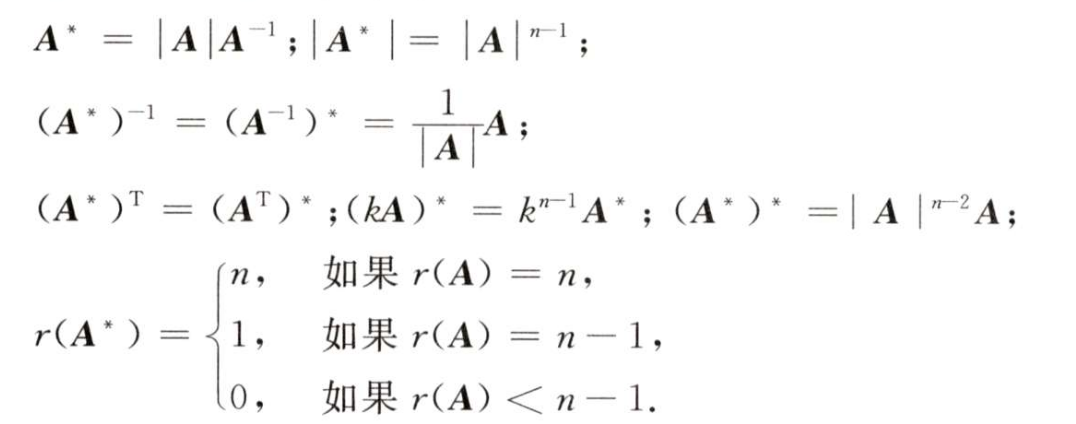 A* = |A|A⁻¹; |A*| = |A|ⁿ⁻¹;
(A*)⁻¹ = (A⁻¹)* = \frac{1}{|A|}A;
(A*)ᵀ = (Aᵀ)*; (kA)* = kⁿ⁻¹A*; (A*)* = |A|ⁿ⁻²A;
n, 如果 r(A) = n,
r(A*) = { 1, 如果 r(A) = n − 1,
0, 如果 r(A) < n − 1.